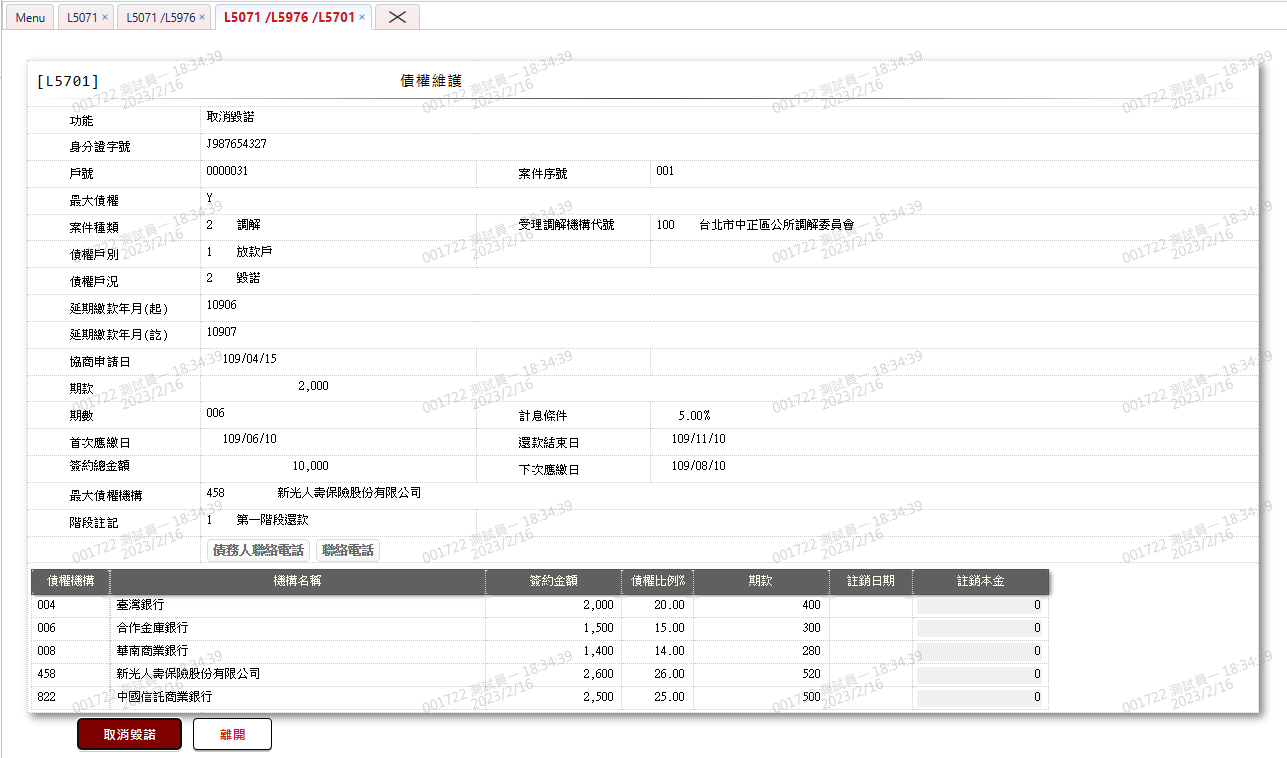 Menu L5071 × L5071 /L5976 × L5071 /L5976 /L5701 ×
[L5701] 債權維護
功能 取消毀諾
身分證字號 J987654327
戶號 0000031 案件序號 001
最大債權 Y
案件種類 2 調解 受理調解機構代號 100 台北市中正區公所調解委員會
債權戶別 1 放款戶
債權戶況 2 毀諾
延期繳款年月(起) 10906
延期繳款年月(訖) 10907
協商申請日 109/04/15
期款 2,000
期數 006 計息條件 5.00%
首次應繳日 109/06/10 還款結束日 109/11/10
簽約總金額 10,000 下次應繳日 109/08/10
最大債權機構 458 新光人壽保險股份有限公司
階段註記 1 第一階段還款
債務人聯絡電話 聯絡電話
債權機構 機構名稱 簽約金額 債權比例% 期款 註銷日期 註銷本金
004 臺灣銀行 2,000 20.00 400 0
006 合作金庫銀行 1,500 15.00 300 0
008 華南商業銀行 1,400 14.00 280 0
458 新光人壽保險股份有限公司 2,600 26.00 520 0
822 中國信託商業銀行 2,500 25.00 500 0
取消毀諾 離開
001722 測試員一 18:34:39
2023/2/16